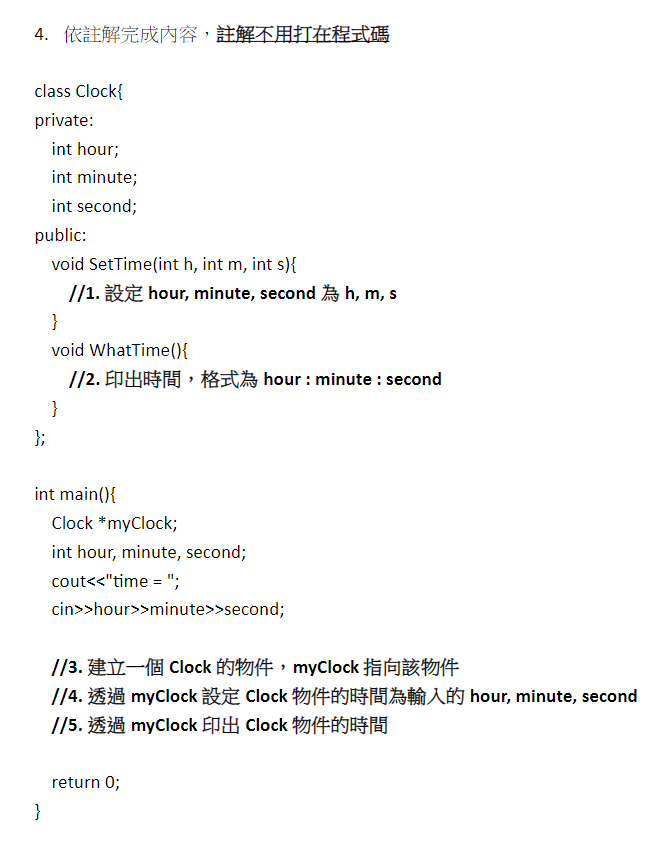 4. 依註解完成內容，註解不用打在程式碼
class Clock{
private:
int hour;
int minute;
int second;
public:
void SetTime(int h, int m, int s){
//1. 設定 hour, minute, second 為 h, m, s
}
void WhatTime(){
//2. 印出時間，格式為 hour : minute : second
}
};
int main(){
Clock *myClock;
int hour, minute, second;
cout<<"time = ";
cin>>hour>>minute>>second;
//3. 建立一個 Clock 的物件，myClock 指向該物件
//4. 透過 myClock 設定 Clock 物件的時間為輸入的 hour, minute, second
//5. 透過 myClock 印出 Clock 物件的時間
return 0;
}